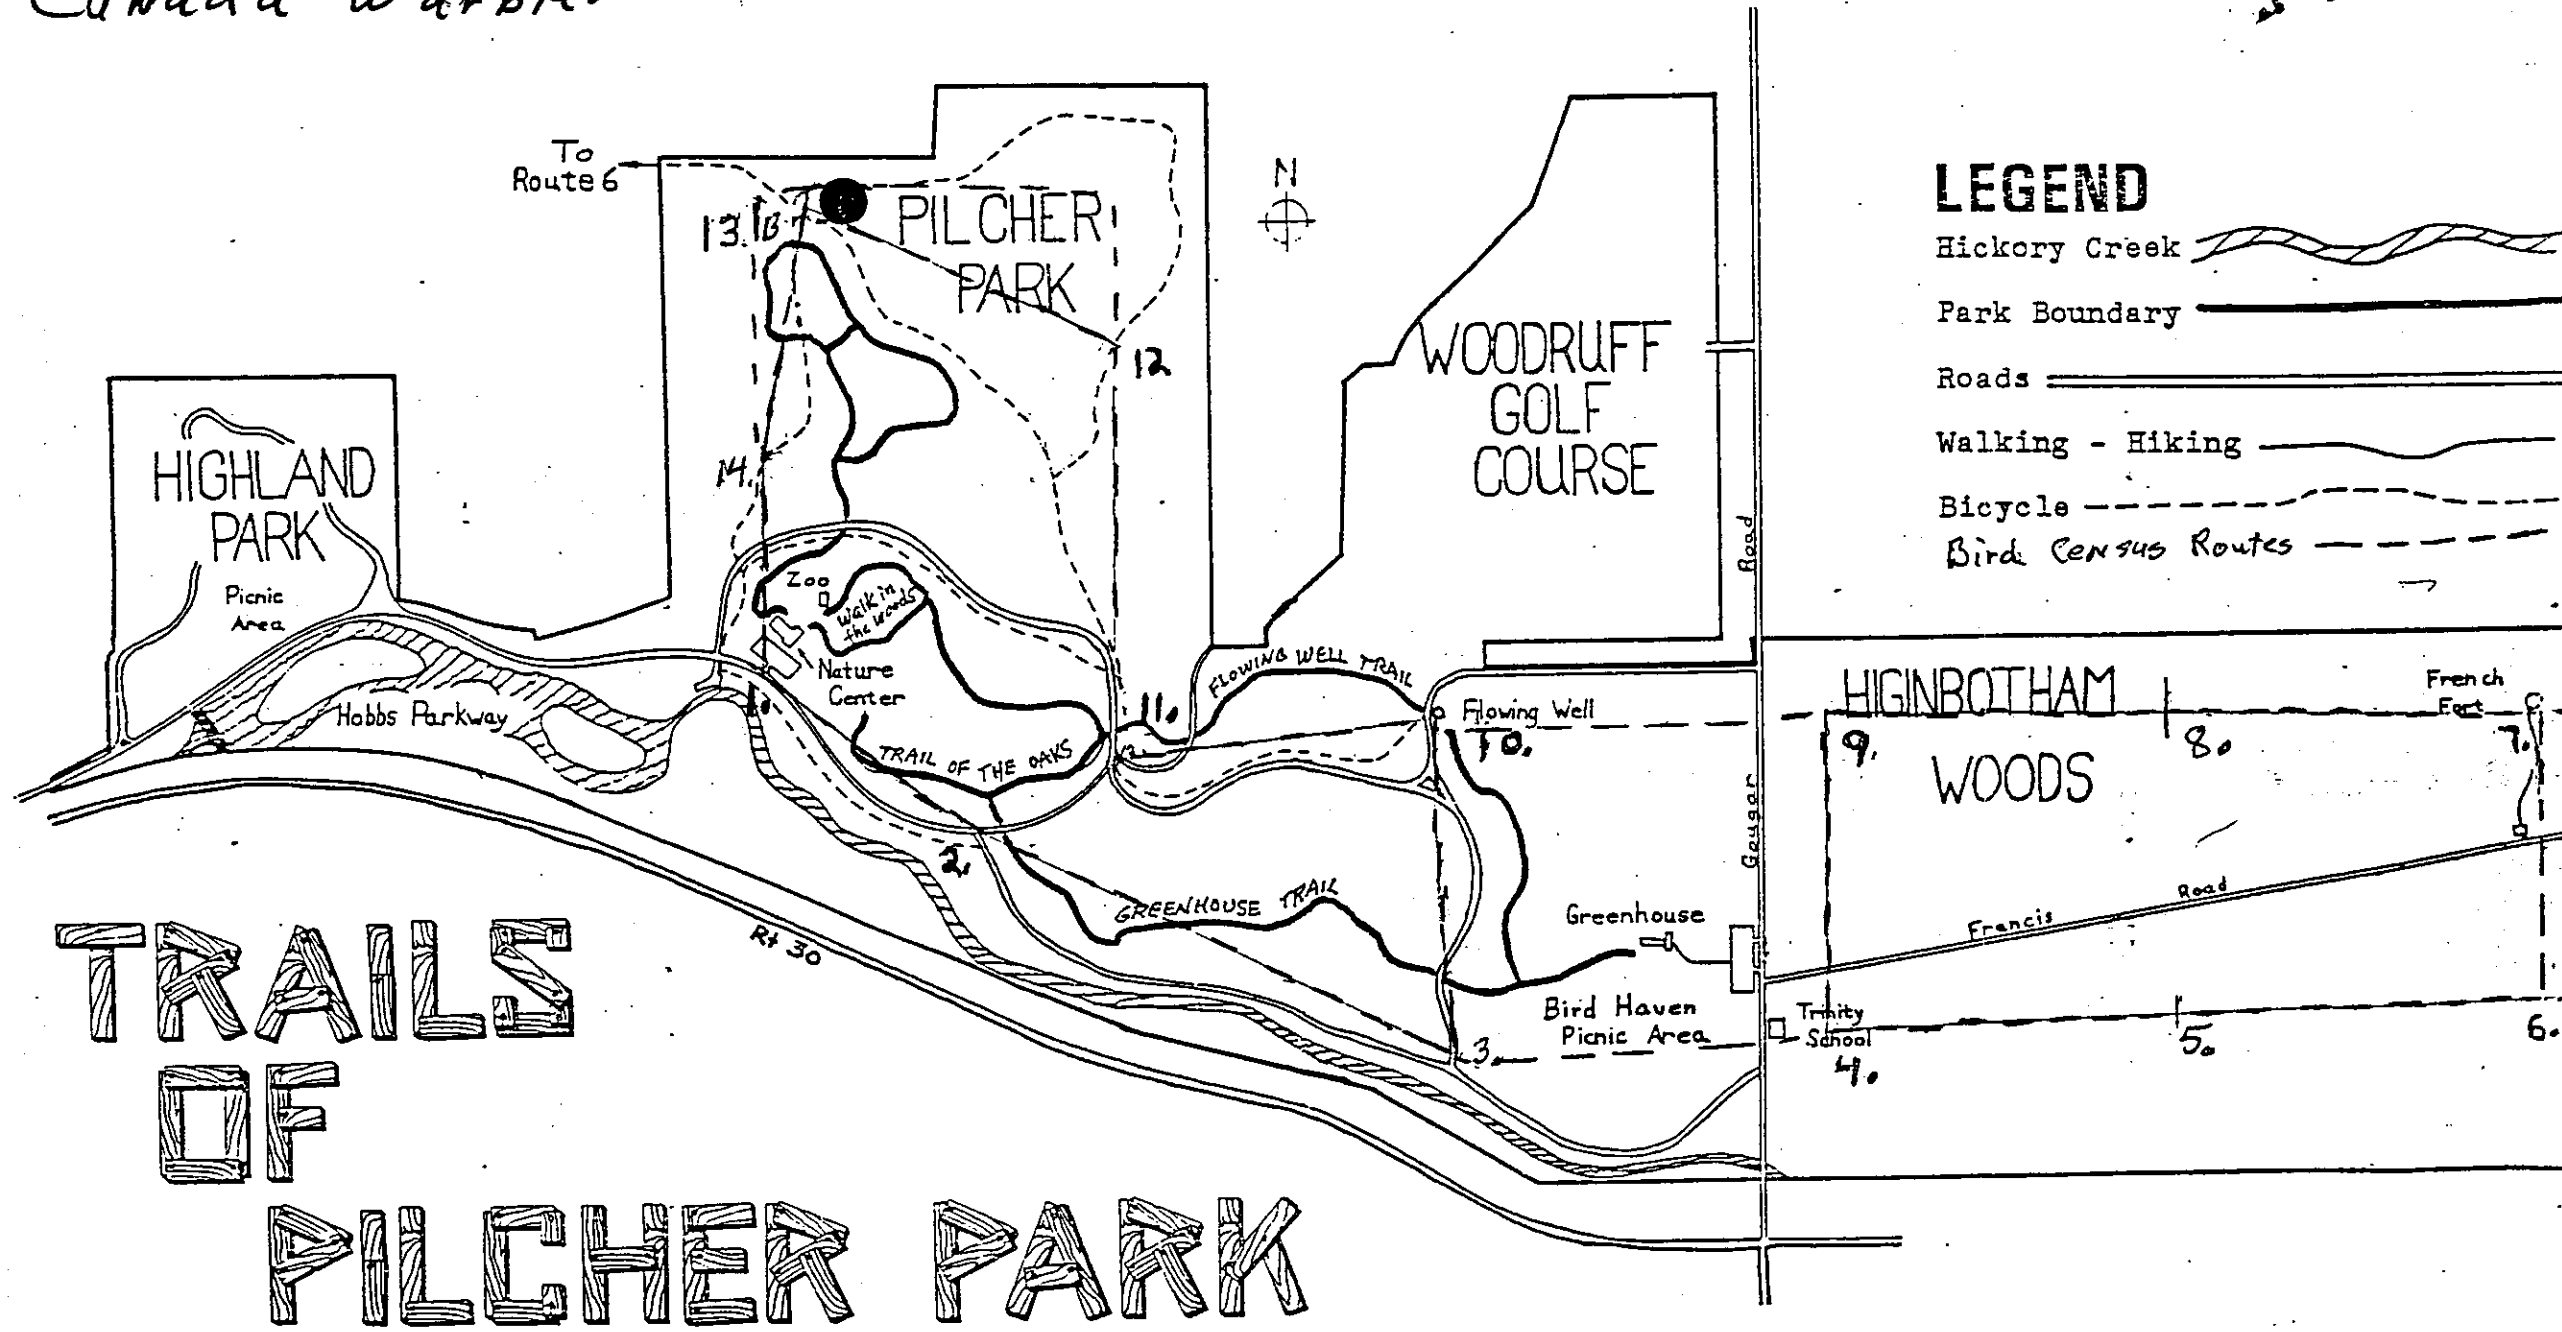 Canada Warbler
To
Route 6
N
PILCHER
PARK
13.
B
12
14.
WOODRUFF
GOLF
COURSE
LEGEND
Hickory Creek
Park Boundary
Roads
Walking - Hiking
Bicycle
Bird Census Routes
HIGHLAND
PARK
Picnic
Area
Zoo
Walk in
the Woods
Nature
Center
Hobbs Parkway
1.
TRAIL OF THE OAKS
11.
FLOWING WELL TRAIL
Flowing Well
10.
2.
GREENHOUSE TRAIL
Greenhouse
Bird Haven
Picnic Area
3.
Road
Gougar
HIGINBOTHAM
WOODS
French
Fort
9.
8.
7.
Francis Road
Trinity
School
4.
5.
6.
Rt 30
TRAILS
OF
PILCHER PARK